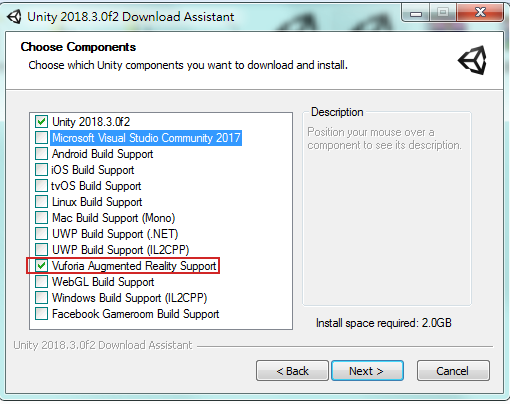 Unity 2018.3.0f2 Download Assistant
Choose Components
Choose which Unity components you want to download and install.
Unity 2018.3.0f2
Microsoft Visual Studio Community 2017
Android Build Support
iOS Build Support
tvOS Build Support
Linux Build Support
Mac Build Support (Mono)
UWP Build Support (.NET)
UWP Build Support (IL2CPP)
Vuforia Augmented Reality Support
WebGL Build Support
Windows Build Support (IL2CPP)
Facebook Gameroom Build Support
Description
Position your mouse over a
component to see its description.
Install space required: 2.0GB
Unity 2018.3.0f2 Download Assistant
< Back
Next >
Cancel